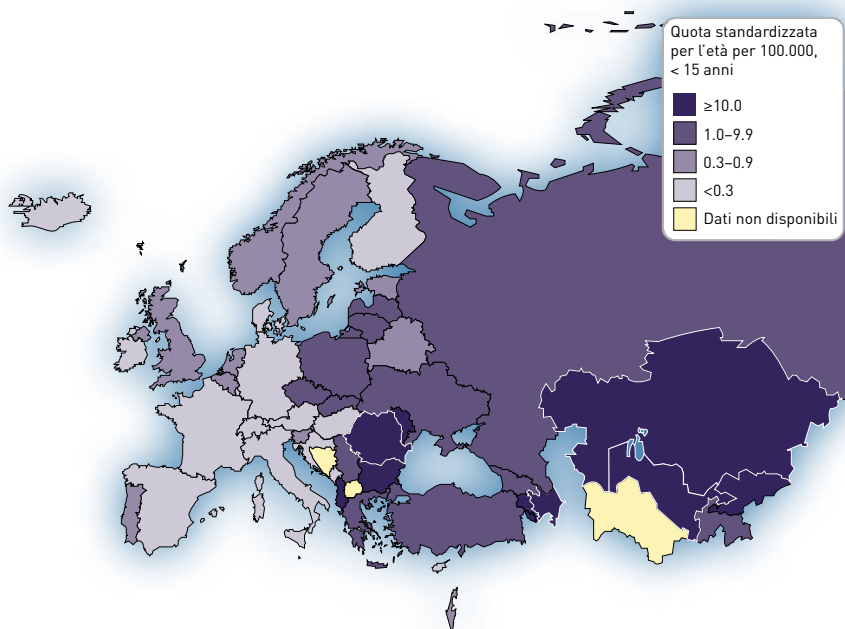 Quota standardizzata
per l'età per 100.000,
< 15 anni
≥10.0
1.0–9.9
0.3–0.9
<0.3
Dati non disponibili